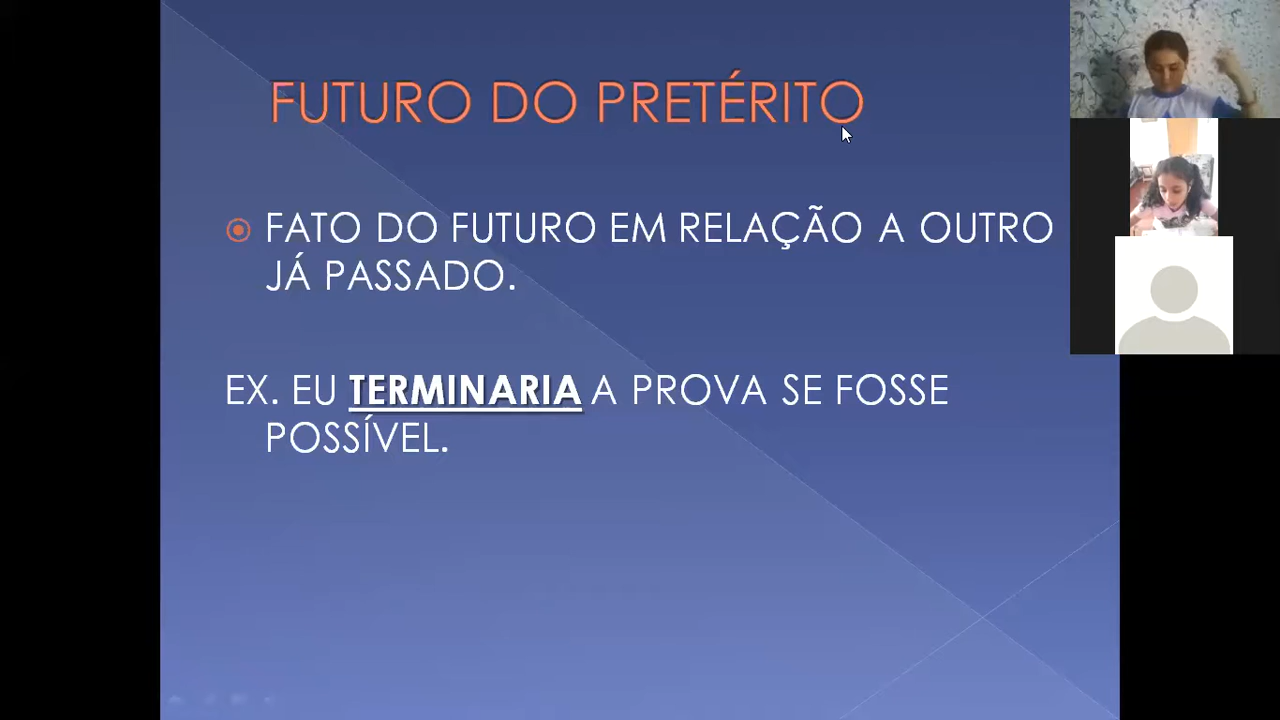 FUTURO DO PRETÉRITO
FATO DO FUTURO EM RELAÇÃO A OUTRO
JÁ PASSADO.
EX. EU TERMINARIA A PROVA SE FOSSE
POSSÍVEL.